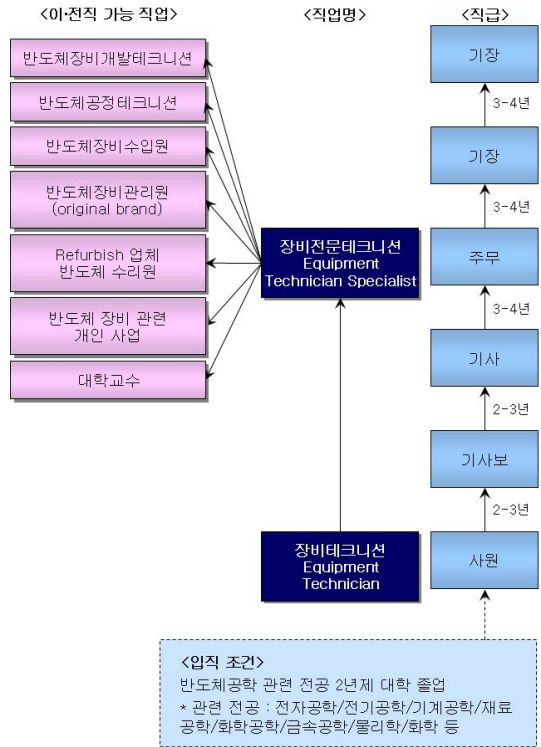 <이·전직 가능 직업>
<직업명>
<직급>
반도체장비개발테크니션
반도체공정테크니션
반도체장비수입원
반도체장비관리원
(original brand)
Refurbish 업체
반도체 수리원
반도체 장비 관련
개인 사업
대학교수
장비전문테크니션
Equipment
Technician Specialist
장비테크니션
Equipment
Technician
기장
3-4년
기장
3-4년
주무
3-4년
기사
2-3년
기사보
2-3년
사원
<입직 조건>
반도체공학 관련 전공 2년제 대학 졸업
* 관련 전공 : 전자공학/전기공학/기계공학/재료
공학/화학공학/금속공학/물리학/화학 등